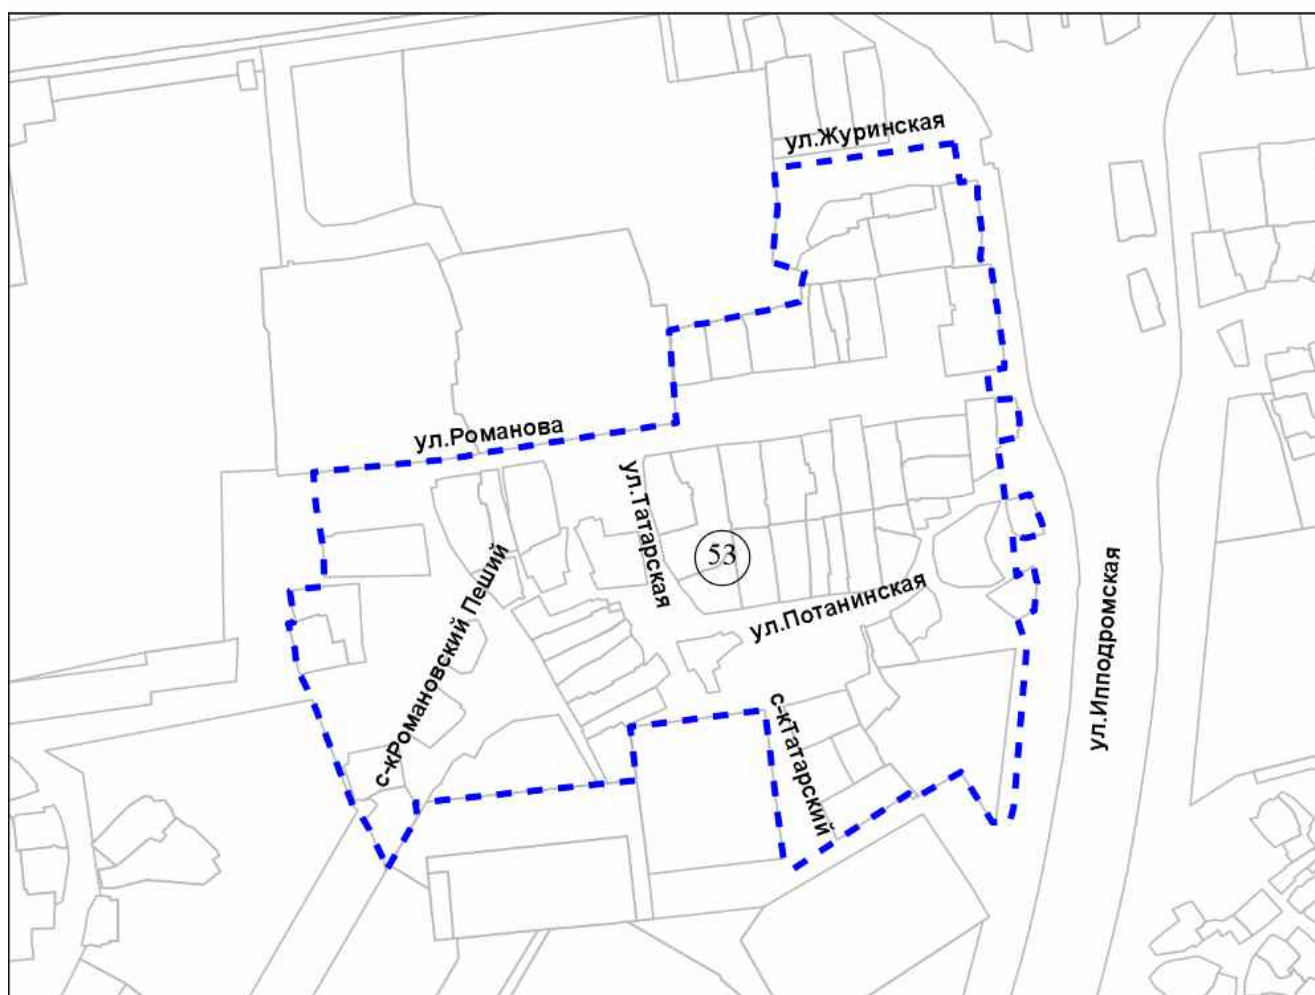 ул.Журинская
ул.Романова
ул.Татарская
53
с-кРомановский Пеший
ул.Потанинская
ул.Ипподромская
с-кТатарский